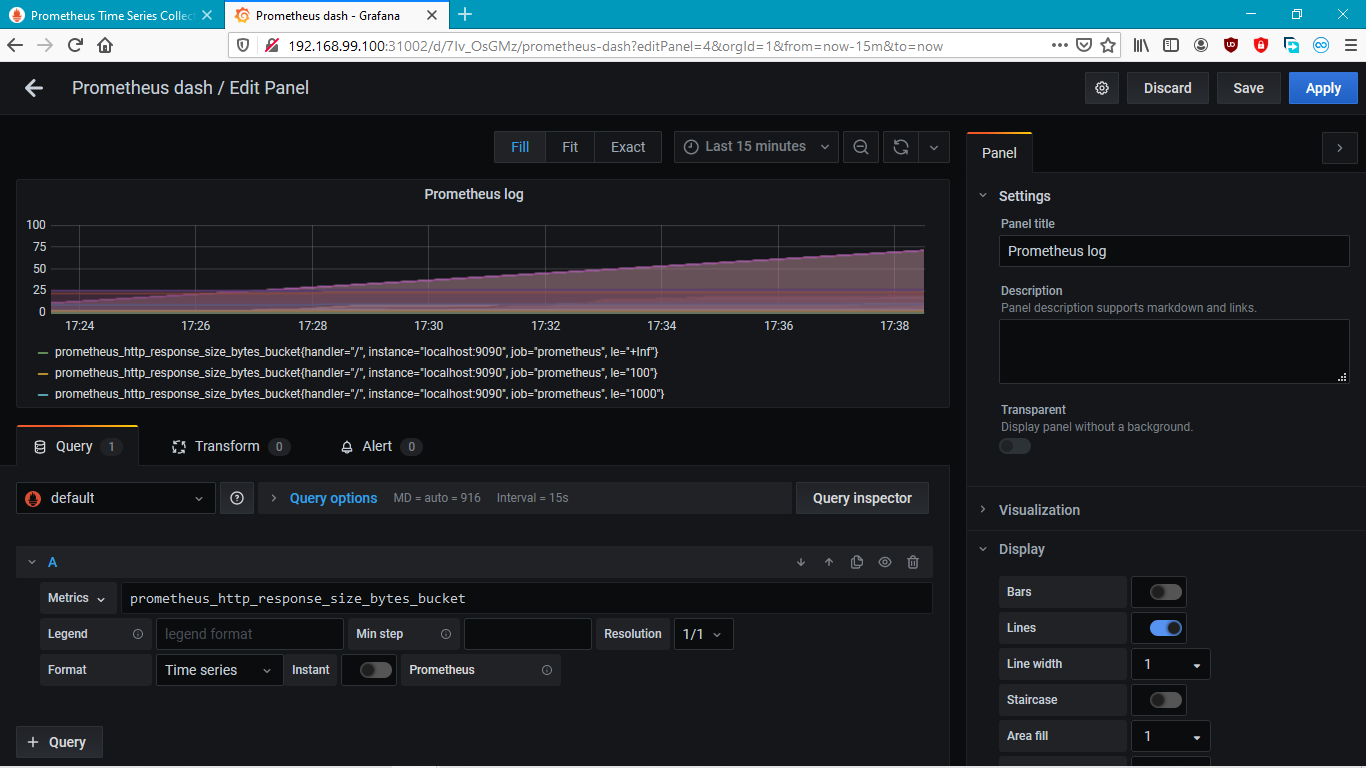 Prometheus Time Series Collec
Prometheus dash - Grafana
192.168.99.100:31002/d/7Iv_OsGMz/prometheus-dash?editPanel=4&orgId=1&from=now-15m&to=now
Prometheus dash / Edit Panel
Discard
Save
Apply
Fill
Fit
Exact
Last 15 minutes
Prometheus log
100
75
50
25
0
17:24 17:26 17:28 17:30 17:32 17:34 17:36 17:38
prometheus_http_response_size_bytes_bucket{handler="/", instance="localhost:9090", job="prometheus", le="+Inf"}
prometheus_http_response_size_bytes_bucket{handler="/", instance="localhost:9090", job="prometheus", le="100"}
prometheus_http_response_size_bytes_bucket{handler="/", instance="localhost:9090", job="prometheus", le="1000"}
Query 1
Transform 0
Alert 0
default
Query options MD = auto = 916 Interval = 15s
Query inspector
A
Metrics
prometheus_http_response_size_bytes_bucket
Legend
legend format
Min step
Resolution
1/1
Format
Time series
Instant
Prometheus
+ Query
Panel
Settings
Panel title
Prometheus log
Description
Panel description supports markdown and links.
Transparent
Display panel without a background.
Visualization
Display
Bars
Lines
Line width
1
Staircase
Area fill
1